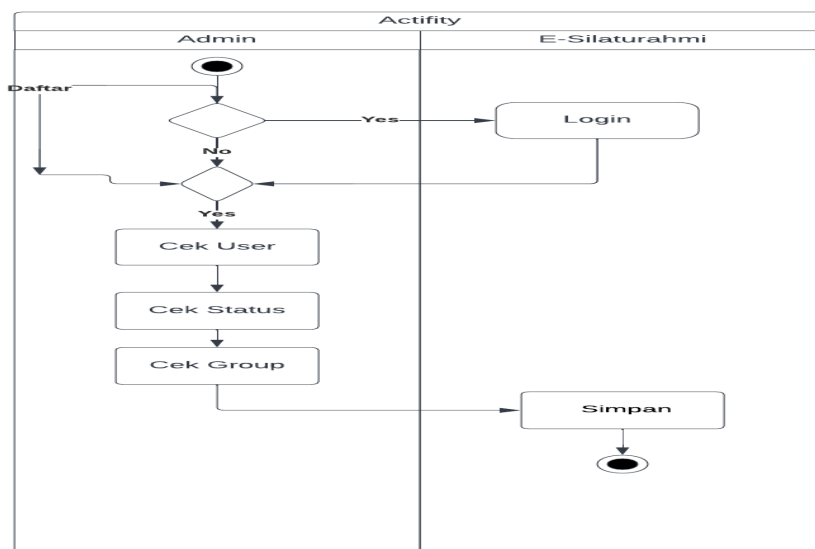 Actifity
Admin
E-Silaturahmi
Daftar
Yes
Login
No
Yes
Cek User
Cek Status
Cek Group
Simpan